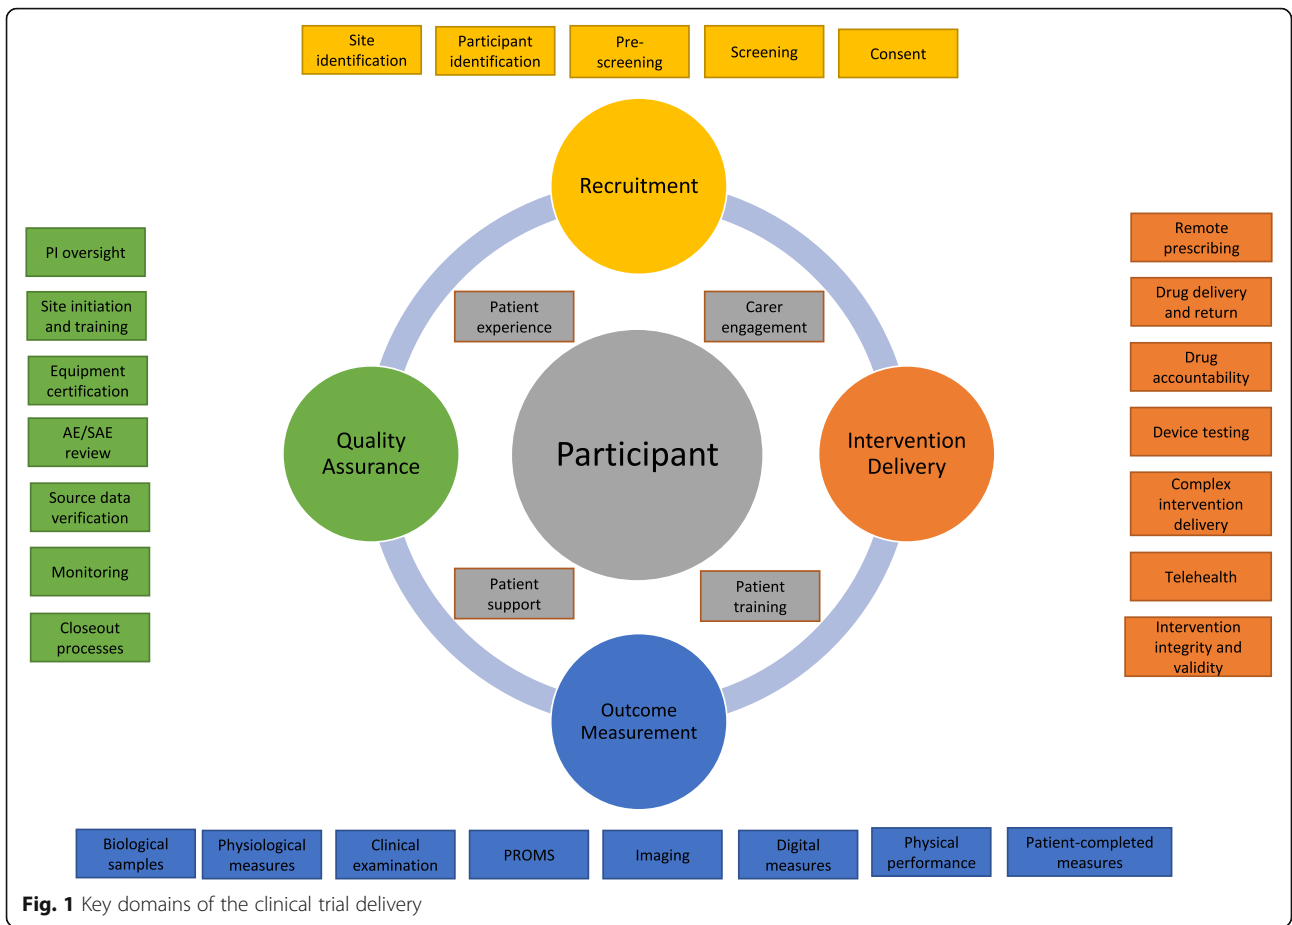 Site
identification
Participant
identification
Pre-
screening
Screening
Consent
Recruitment
PI oversight
Site initiation
and training
Equipment
certification
AE/SAE
review
Source data
verification
Monitoring
Closeout
processes
Patient
experience
Carer
engagement
Quality
Assurance
Participant
Intervention
Delivery
Patient
support
Patient
training
Outcome
Measurement
Remote
prescribing
Drug delivery
and return
Drug
accountability
Device testing
Complex
intervention
delivery
Telehealth
Intervention
integrity and
validity
Biological
samples
Physiological
measures
Clinical
examination
PROMS
Imaging
Digital
measures
Physical
performance
Patient-completed
measures
Fig. 1 Key domains of the clinical trial delivery